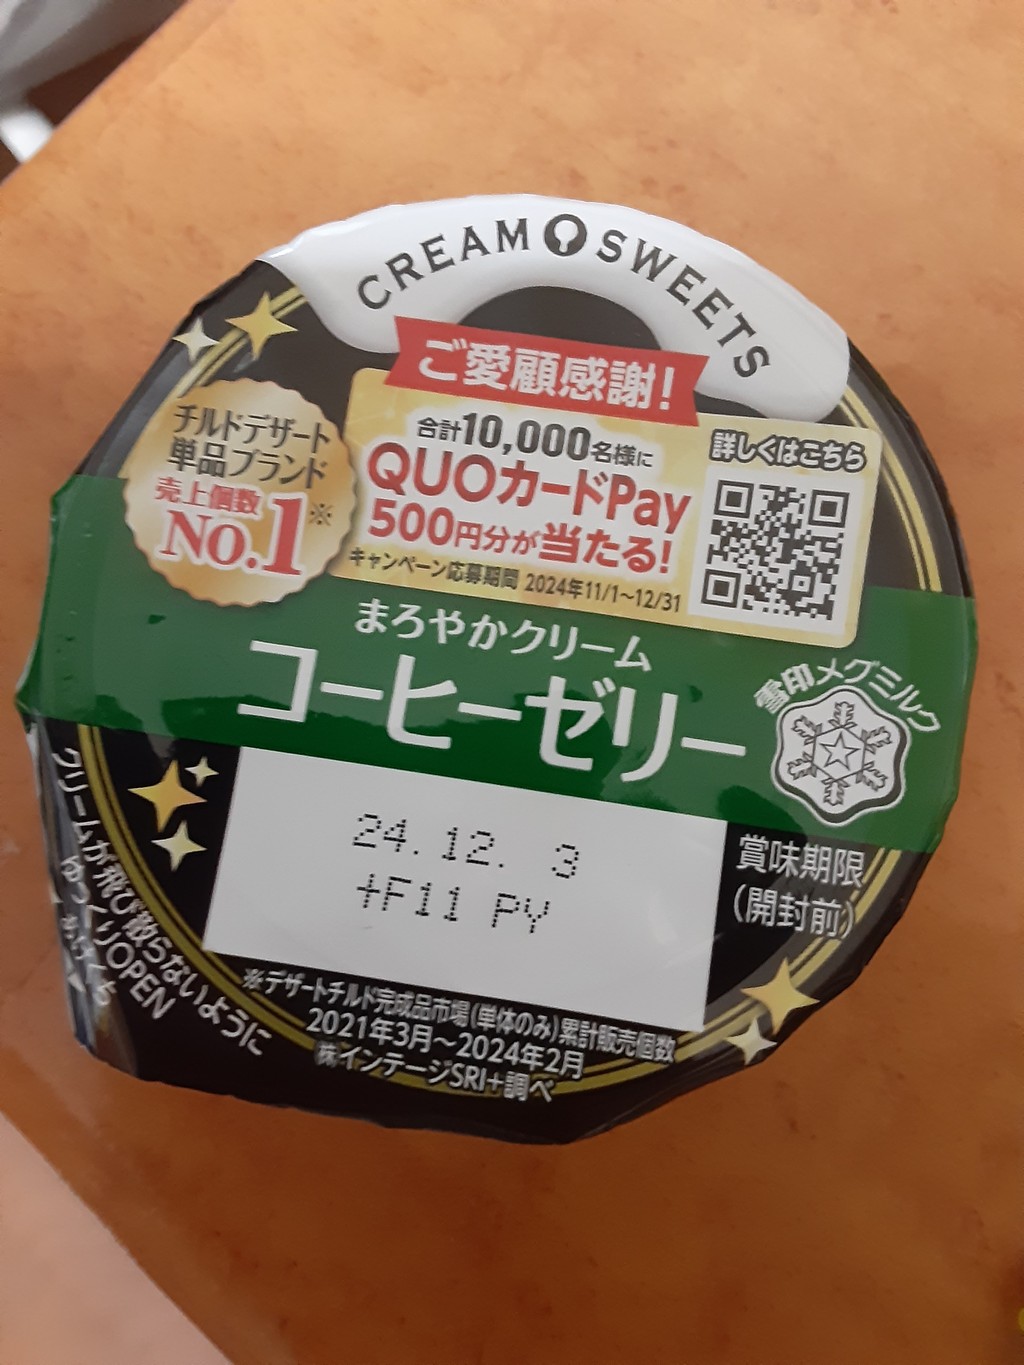 CREAM SWEETS
ご愛顧感謝!
合計10,000名様に
QUOカードPay
500円分が当たる!
キャンペーン応募期間 2024年11/1～12/31
詳しくはこちら
チルドデザート
単品ブランド
売上個数
No.1※
まろやかクリーム
コーヒーゼリー
雪印メグミルク
24.12. 3
+F11 PY
賞味期限
(開封前)
※デザートチルド完成品市場(単体のみ)累計販売個数
2021年3月～2024年2月
㈱インテージSRI+調べ
クリームが飛び散らないように
ゆっくりOPEN